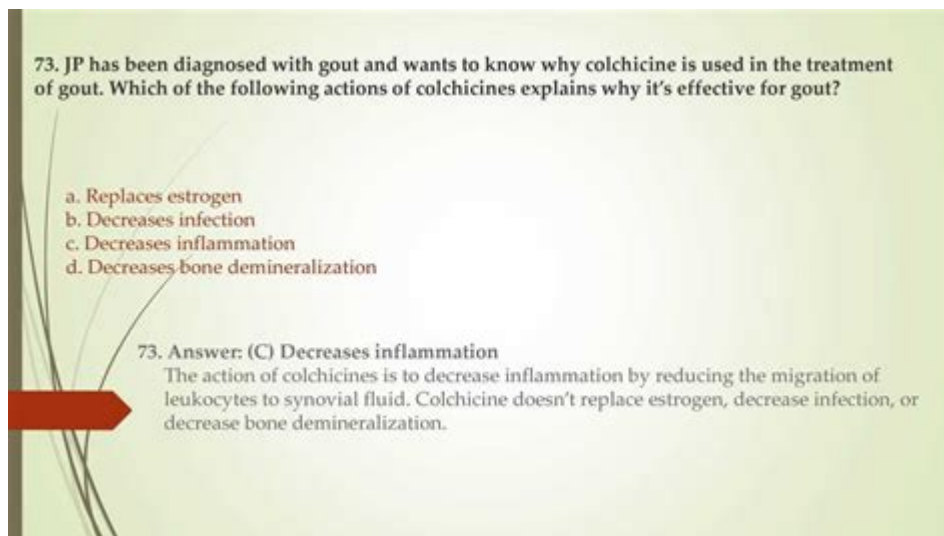 73. JP has been diagnosed with gout and wants to know why colchicine is used in the treatment
of gout. Which of the following actions of colchicines explains why it's effective for gout?
a. Replaces estrogen
b. Decreases infection
c. Decreases inflammation
d. Decreases bone demineralization
73. Answer: (C) Decreases inflammation
The action of colchicines is to decrease inflammation by reducing the migration of
leukocytes to synovial fluid. Colchicine doesn't replace estrogen, decrease infection, or
decrease bone demineralization.